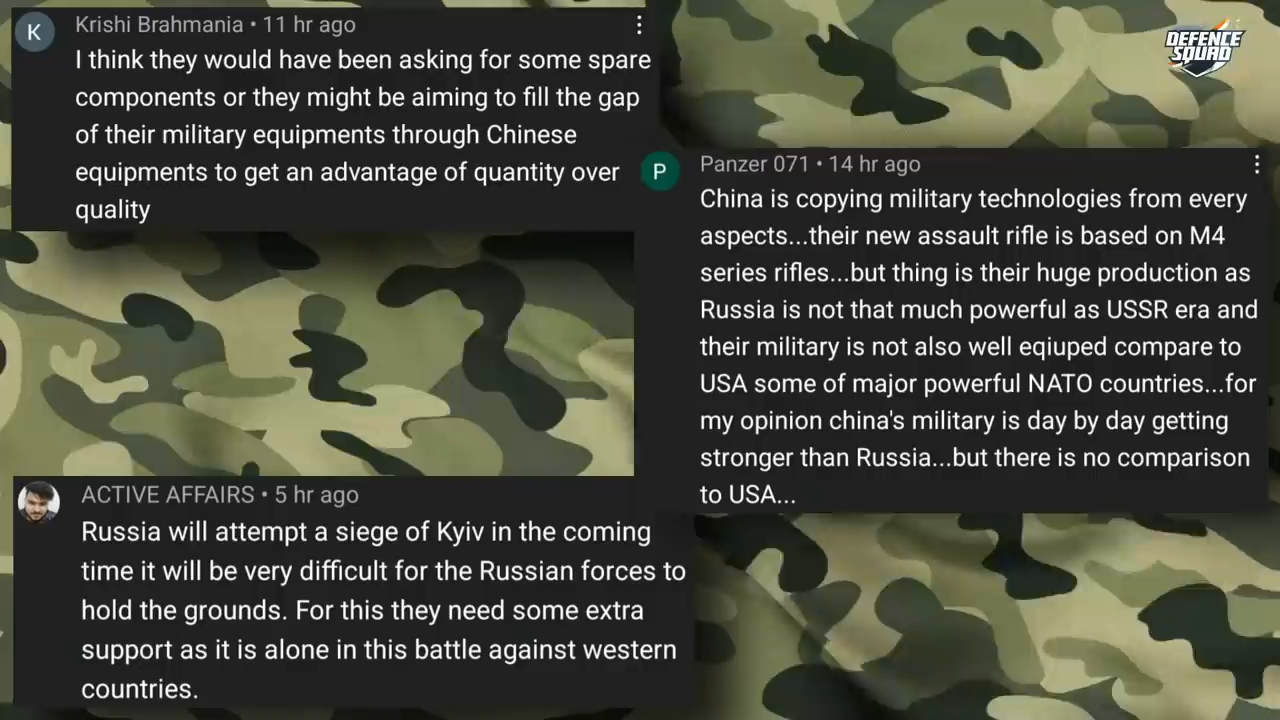 K
Krishi Brahmania • 11 hr ago
I think they would have been asking for some spare
components or they might be aiming to fill the gap
of their military equipments through Chinese
equipments to get an advantage of quantity over
quality
DEFENCE
SQUAD
P
Panzer 071 • 14 hr ago
China is copying military technologies from every
aspects...their new assault rifle is based on M4
series rifles...but thing is their huge production as
Russia is not that much powerful as USSR era and
their military is not also well eqiuped compare to
USA some of major powerful NATO countries...for
my opinion china's military is day by day getting
stronger than Russia...but there is no comparison
to USA...
ACTIVE AFFAIRS • 5 hr ago
Russia will attempt a siege of Kyiv in the coming
time it will be very difficult for the Russian forces to
hold the grounds. For this they need some extra
support as it is alone in this battle against western
countries.